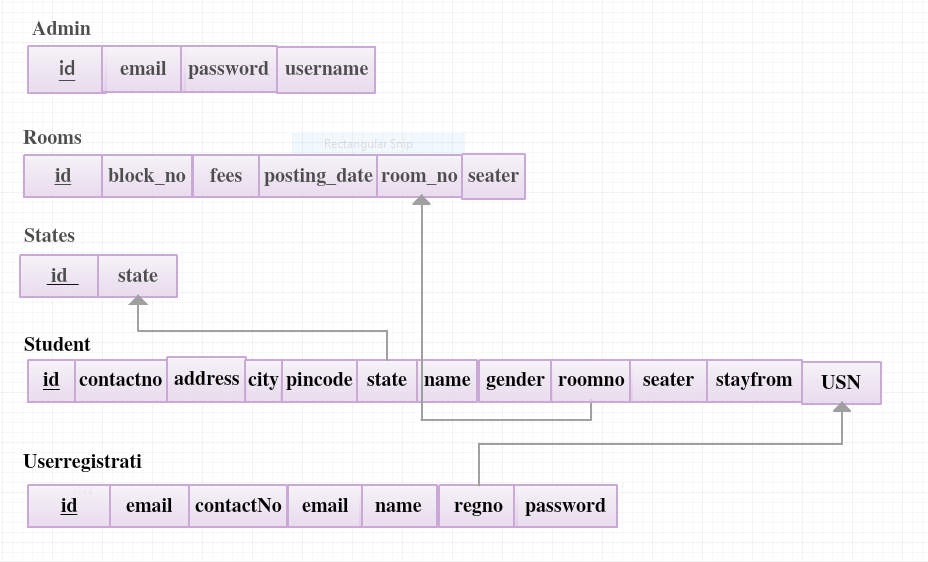 Admin
id email password username
Rooms
Rectangular Snip
id block_no fees posting_date room_no seater
States
id state
Student
id contactno address city pincode state name gender roomno seater stayfrom USN
Userregistrati
id email contactNo email name regno password